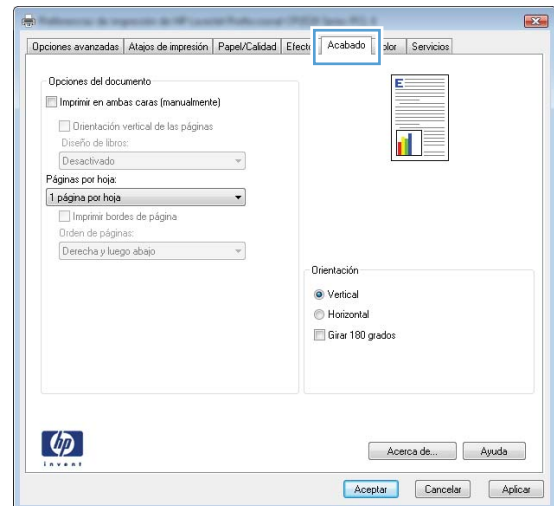 Opciones avanzadas Atajos de impresión Papel/Calidad Acabado Servicios
Opciones del documento
Imprimir en ambas caras (manualmente)
Orientación vertical de las páginas
Diseño de libros:
Desactivado
Páginas por hoja:
1 página por hoja
Imprimir bordes de página
Orden de páginas:
Derecha y luego abajo
E
Orientación
Vertical
Horizontal
Girar 180 grados
hp
invent
Acerca de... Ayuda
Aceptar Cancelar Aplicar